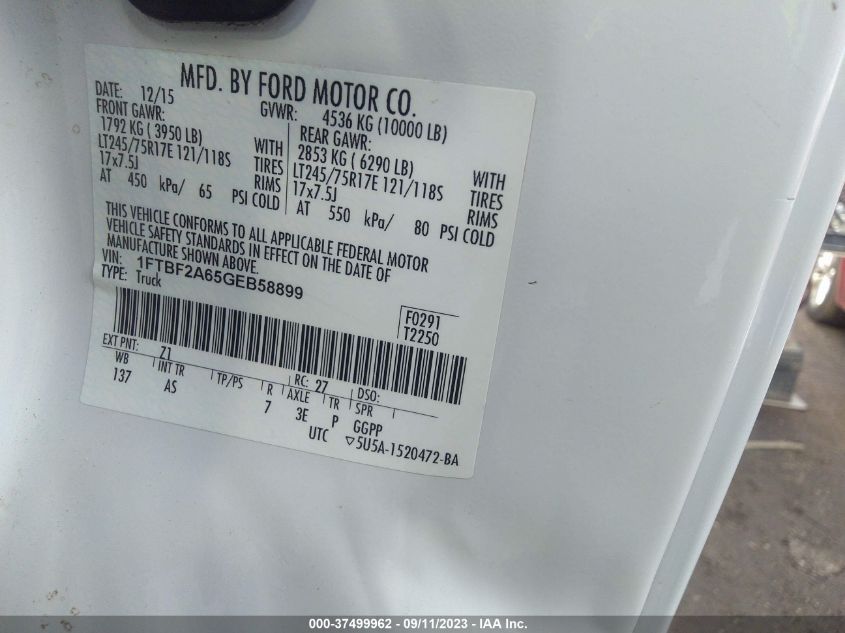 MFD. BY FORD MOTOR CO.
DATE: 12/15 GVWR: 4536 KG (10000 LB)
FRONT GAWR: REAR GAWR:
1792 KG ( 3950 LB) WITH 2853 KG ( 6290 LB) WITH
LT245/75R17E 121/118S TIRES LT245/75R17E 121/118S TIRES
17x7.5J RIMS 17x7.5J RIMS
AT 450 kPa/ 65 PSI COLD AT 550 kPa/ 80 PSI COLD
THIS VEHICLE CONFORMS TO ALL APPLICABLE FEDERAL MOTOR
VEHICLE SAFETY STANDARDS IN EFFECT ON THE DATE OF
MANUFACTURE SHOWN ABOVE.
VIN: 1FTBF2A65GEB58899
TYPE: Truck
F0291
T2250
EXT PNT: Z1 RC: 27 DSO:
WB INT TR TP/PS R AXLE TR SPR
137 AS 7 3E P GGPP
UTC ▽5U5A-1520472-BA
000-37499962 - 09/11/2023 - IAA Inc.